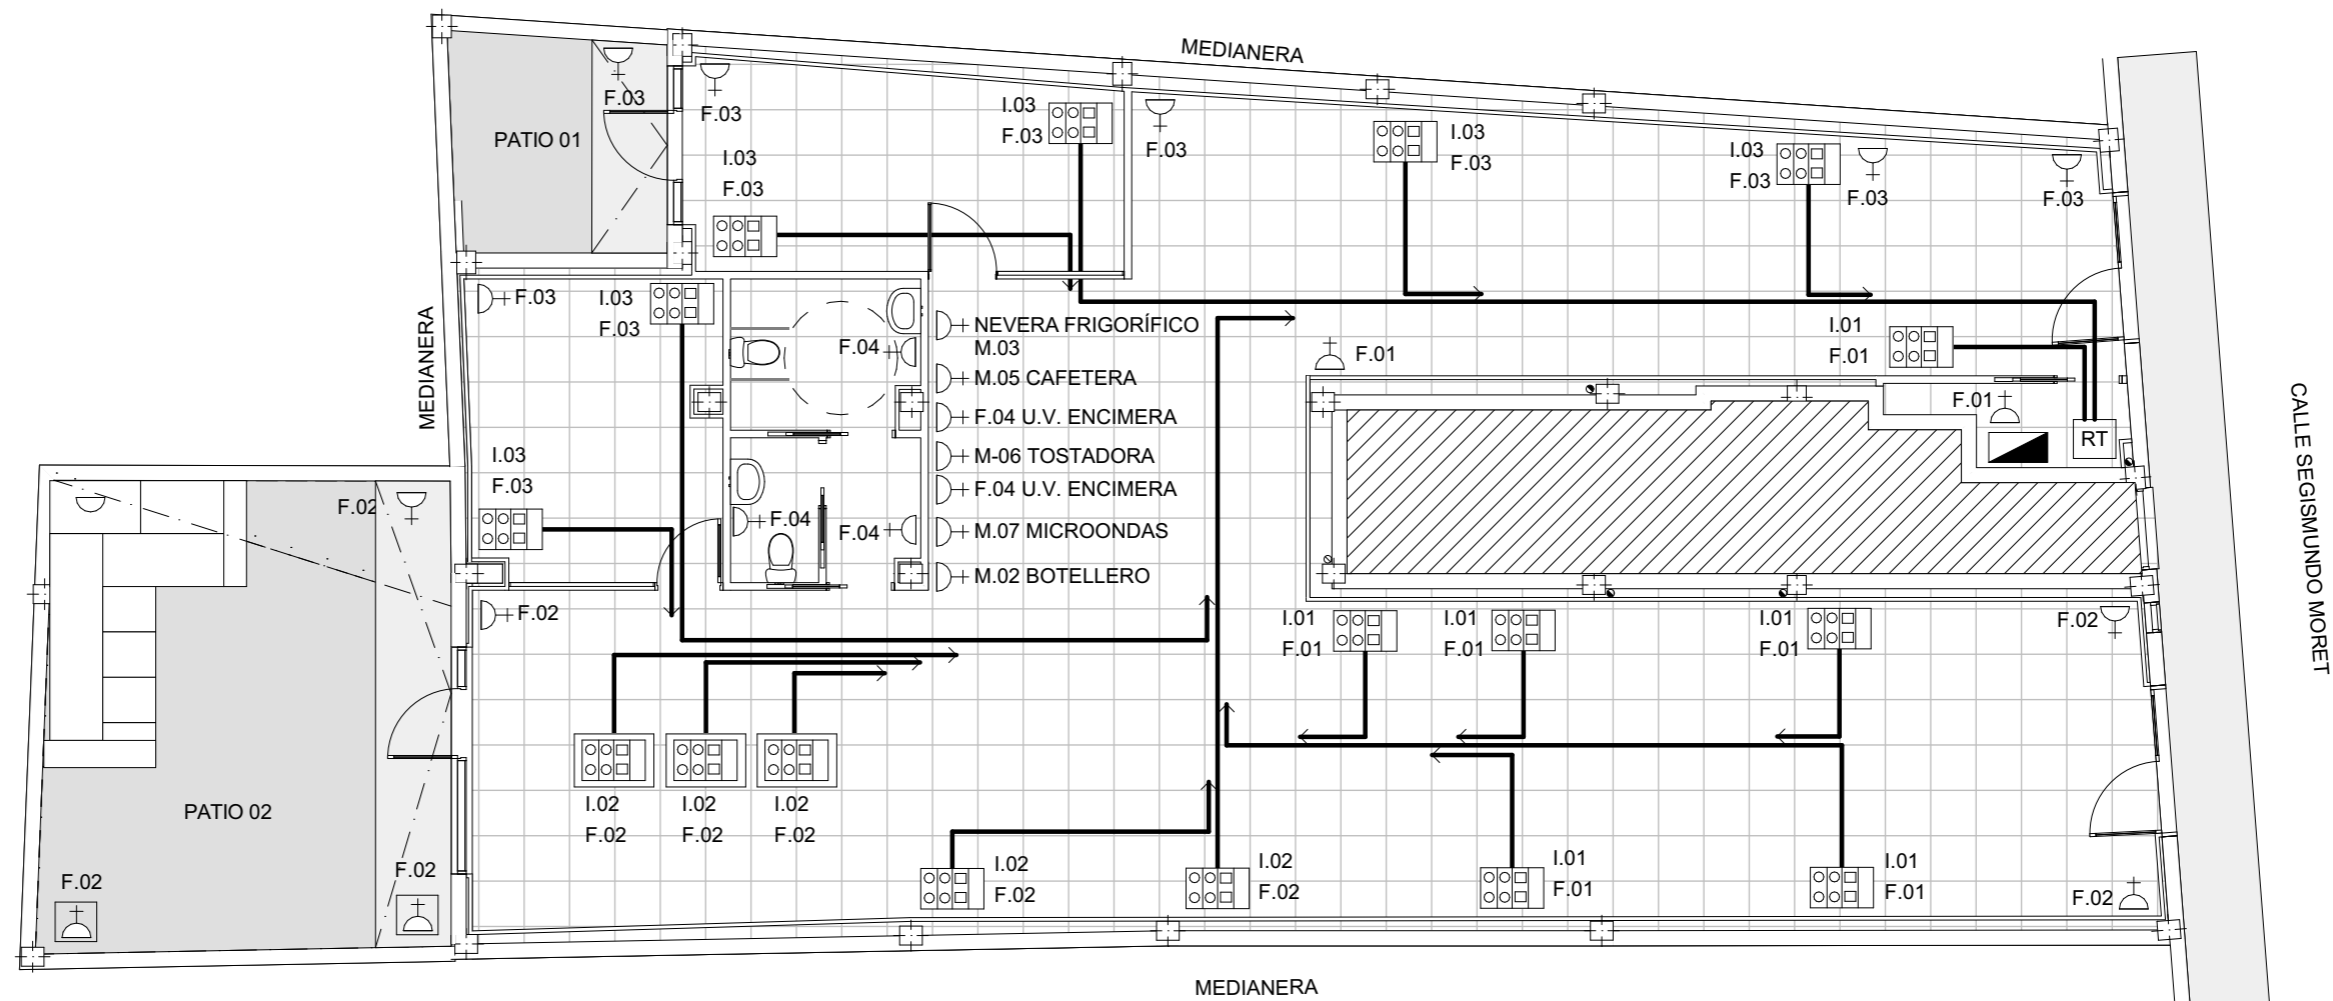 MEDIANERA
F.03
F.03
PATIO 01
I.03
F.03
I.03
F.03
F.03
I.03
F.03
I.03
F.03
F.03
F.03
F.03
I.03
F.03
MEDIANERA
F.04
NEVERA FRIGORÍFICO
M.03
M.05 CAFETERA
F.04 U.V. ENCIMERA
M-06 TOSTADORA
F.04 U.V. ENCIMERA
M.07 MICROONDAS
M.02 BOTELLERO
F.01
I.01
F.01
F.01
RT
CALLE SEGISMUNDO MORET
I.03
F.03
F.04
F.04
F.02
F.02
I.01
F.01
I.01
F.01
I.01
F.01
F.02
PATIO 02
I.02
F.02
I.02
F.02
I.02
F.02
F.02
F.02
I.02
F.02
I.02
F.02
I.01
F.01
I.01
F.01
F.02
MEDIANERA